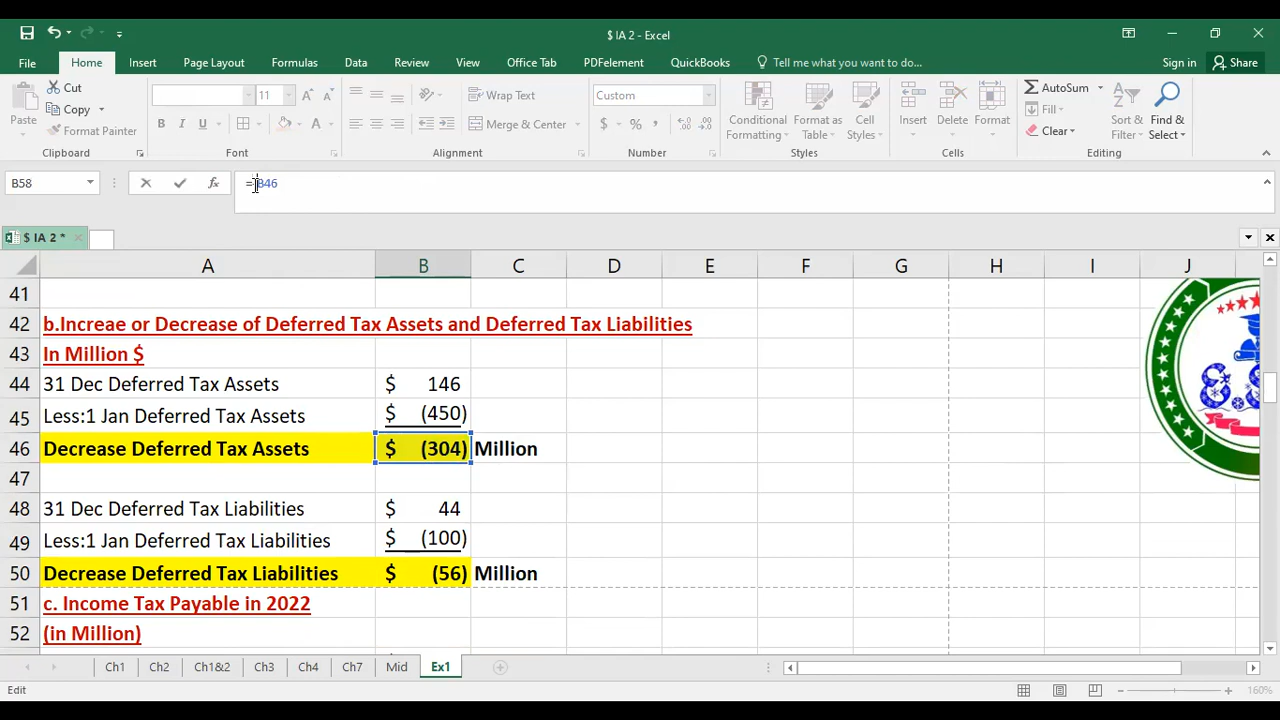 $ IA 2 - Excel
File Home Insert Page Layout Formulas Data Review View Office Tab PDFelement QuickBooks Tell me what you want to do... Sign in Share
Paste
Cut
Copy
Format Painter
Clipboard
11
A A
B I U A
Font
Wrap Text
Merge & Center
Alignment
Custom
$ % ,
Number
Conditional Formatting
Format as Table
Cell Styles
Styles
Insert
Delete
Format
Cells
AutoSum
Fill
Clear
Sort & Filter
Find & Select
Editing
B58 fx =B46
$ IA 2 *
A B C D E F G H I J
41
42 b.Increae or Decrease of Deferred Tax Assets and Deferred Tax Liabilities
43 In Million $
44 31 Dec Deferred Tax Assets $ 146
45 Less:1 Jan Deferred Tax Assets $ (450)
46 Decrease Deferred Tax Assets $ (304) Million
47
48 31 Dec Deferred Tax Liabilities $ 44
49 Less:1 Jan Deferred Tax Liabilities $ (100)
50 Decrease Deferred Tax Liabilities $ (56) Million
51 c. Income Tax Payable in 2022
52 (in Million)
Ch1 Ch2 Ch1&2 Ch3 Ch4 Ch7 Mid Ex1
Edit 160%